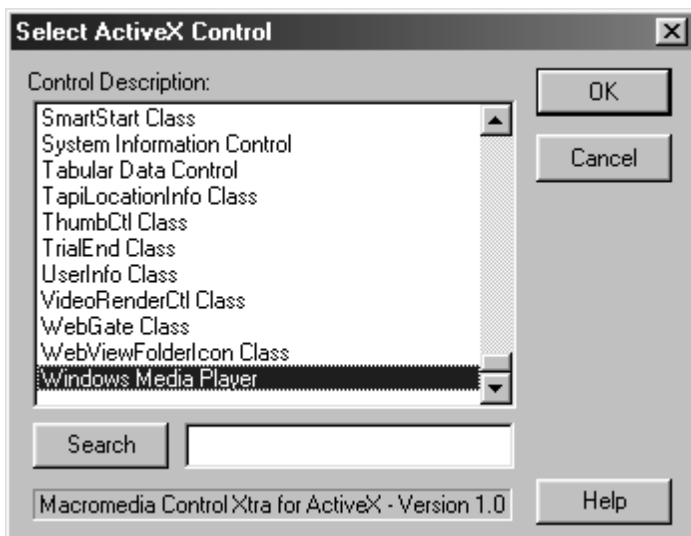 Select ActiveX Control
Control Description:
OK
SmartStart Class
System Information Control
Cancel
Tabular Data Control
TapiLocationInfo Class
ThumbCtl Class
TrialEnd Class
UserInfo Class
VideoRenderCtl Class
WebGate Class
WebViewFolderIcon Class
Windows Media Player
Search
Macromedia Control Xtra for ActiveX - Version 1.0
Help